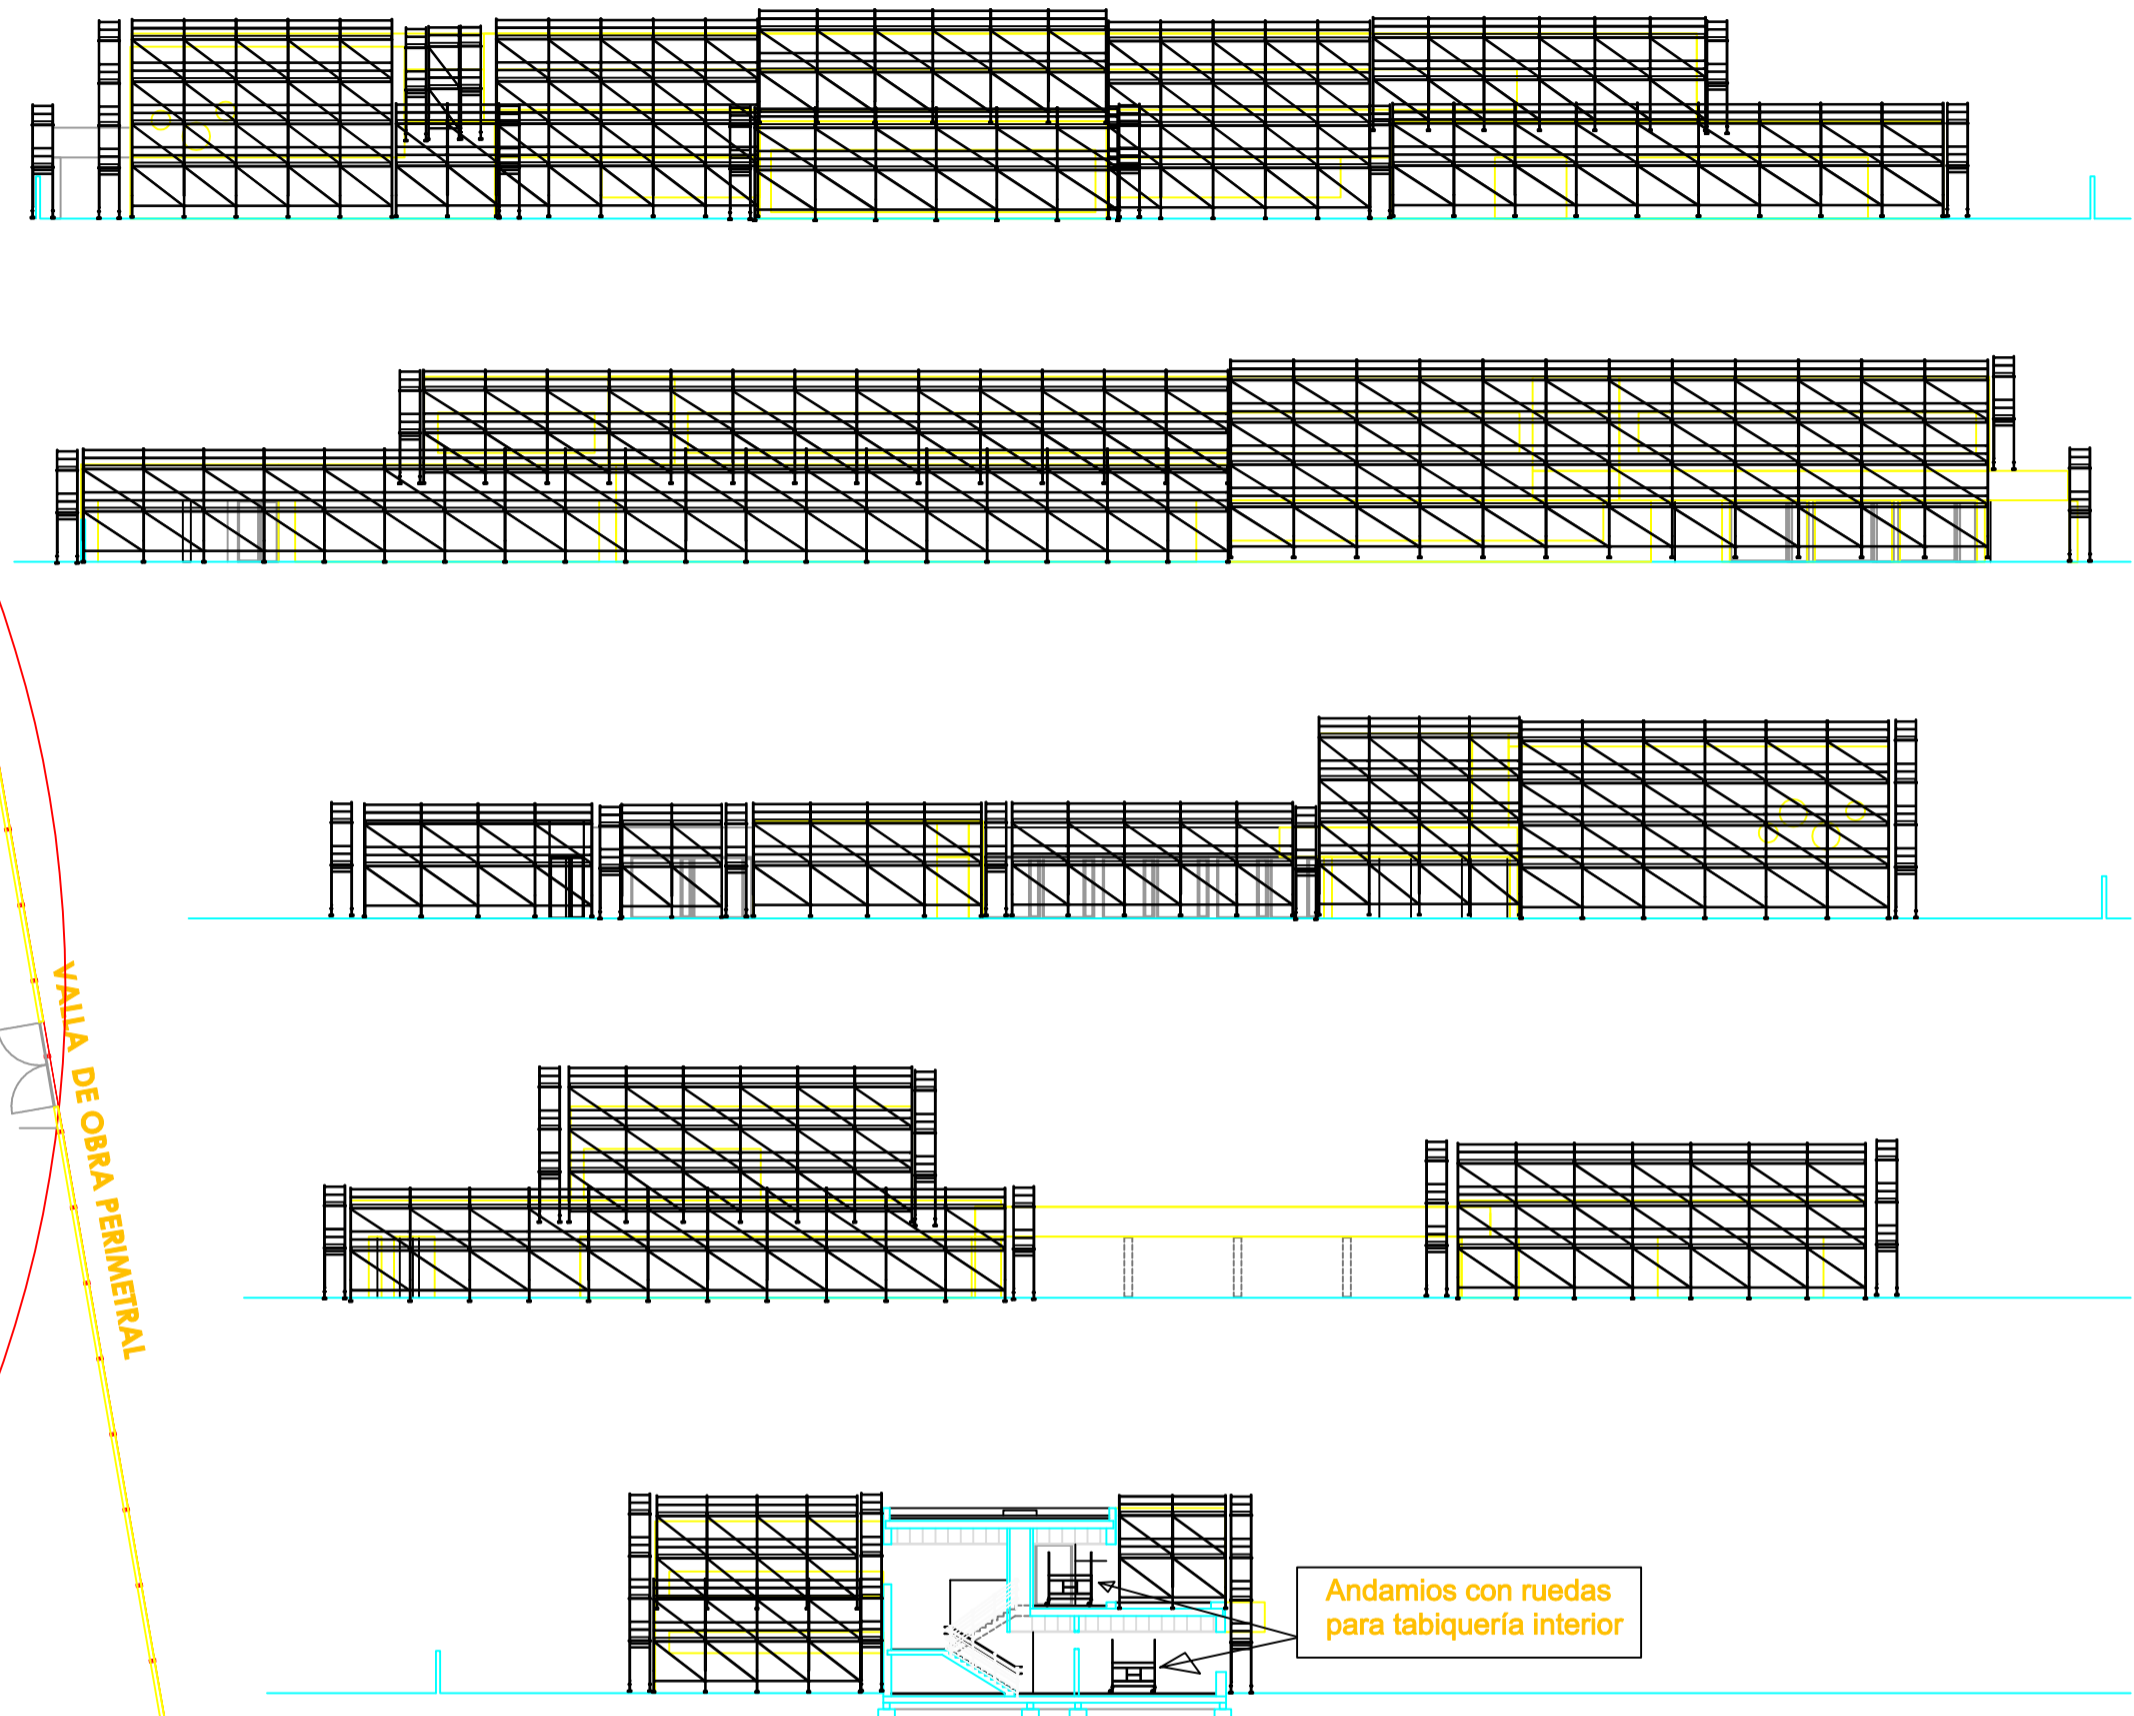 VALLA DE OBRA PERIMETRAL
Andamios con ruedas
para tabiquería interior